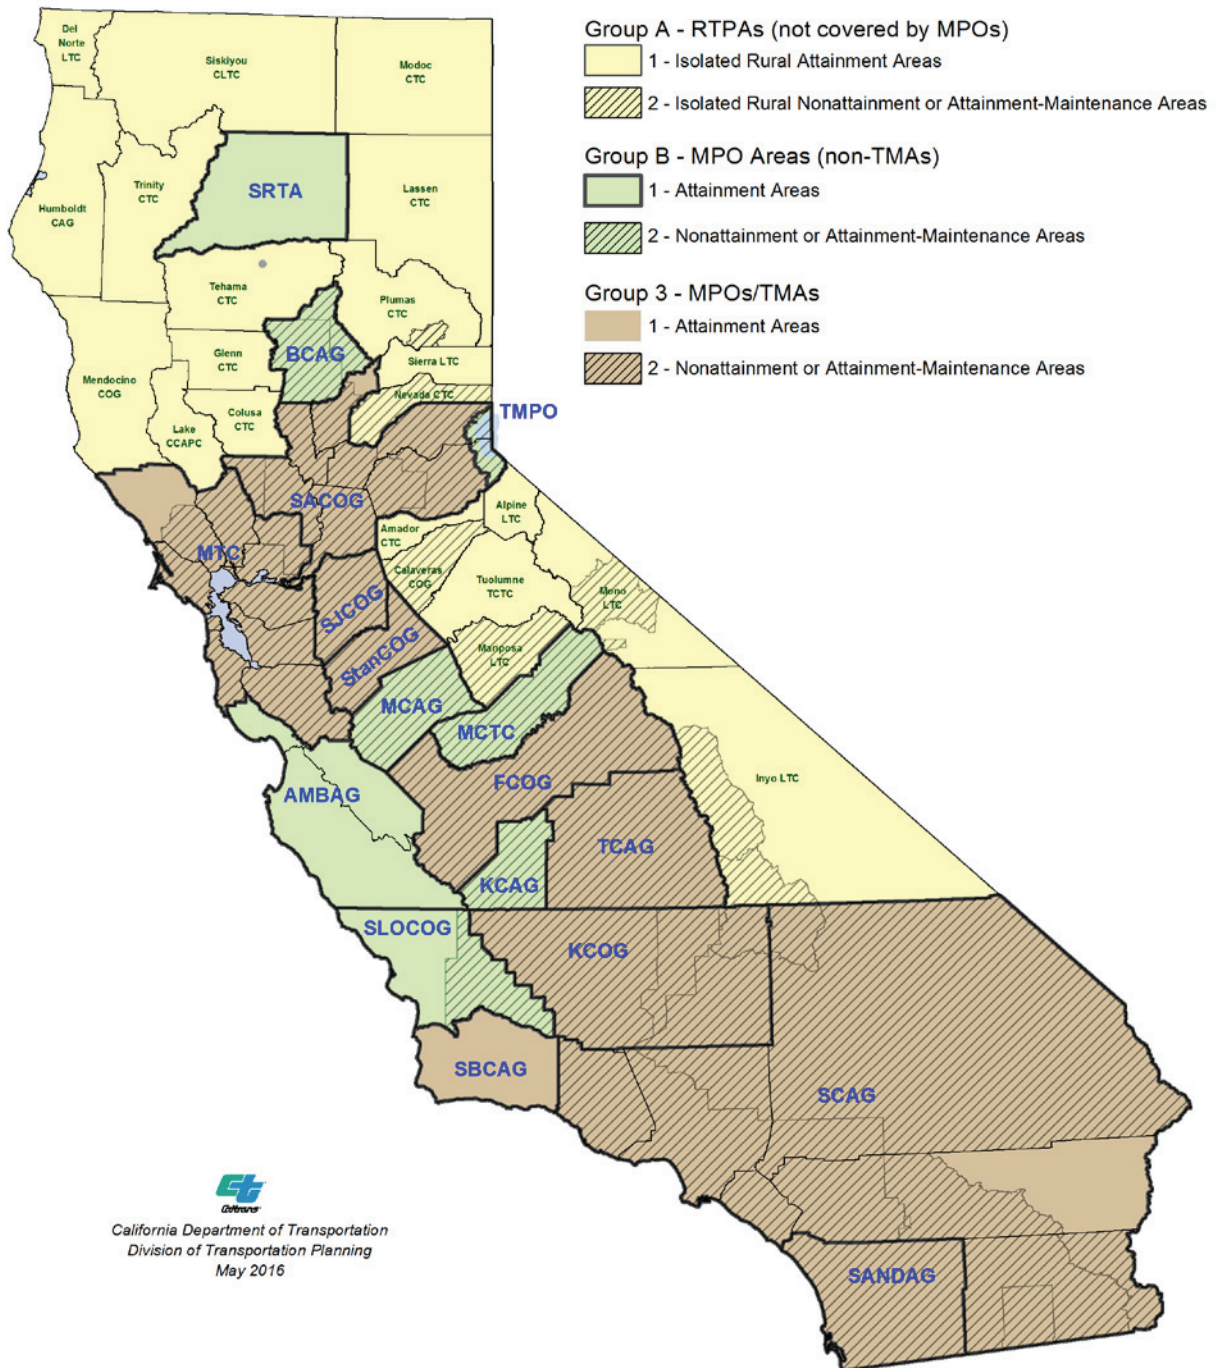 Group A - RTPAs (not covered by MPOs)
1 - Isolated Rural Attainment Areas
2 - Isolated Rural Nonattainment or Attainment-Maintenance Areas
Group B - MPO Areas (non-TMAs)
1 - Attainment Areas
2 - Nonattainment or Attainment-Maintenance Areas
Group 3 - MPOs/TMAs
1 - Attainment Areas
2 - Nonattainment or Attainment-Maintenance Areas
Del
Norte
LTC
Siskiyou
CLTC
Modoc
CTC
Humboldt
CAG
Trinity
CTC
SRTA
Lassen
CTC
Tehama
CTC
Plumas
CTC
BCAG
Glenn
CTC
Sierra LTC
Mendocino
COG
Nevada CTC
Lake
CCAPC
Colusa
CTC
TMPO
SACOG
Alpine
LTC
Amador
CTC
MTC
Calaveras
COG
Tuolumne
TCTC
Mono
LTC
SJCOG
StanCOG
Mariposa
LTC
MCAG
MCTC
FCOG
Inyo LTC
AMBAG
TCAG
KCAG
SLOCOG
KCOG
SBCAG
SCAG
SANDAG
Caltrans
California Department of Transportation
Division of Transportation Planning
May 2016